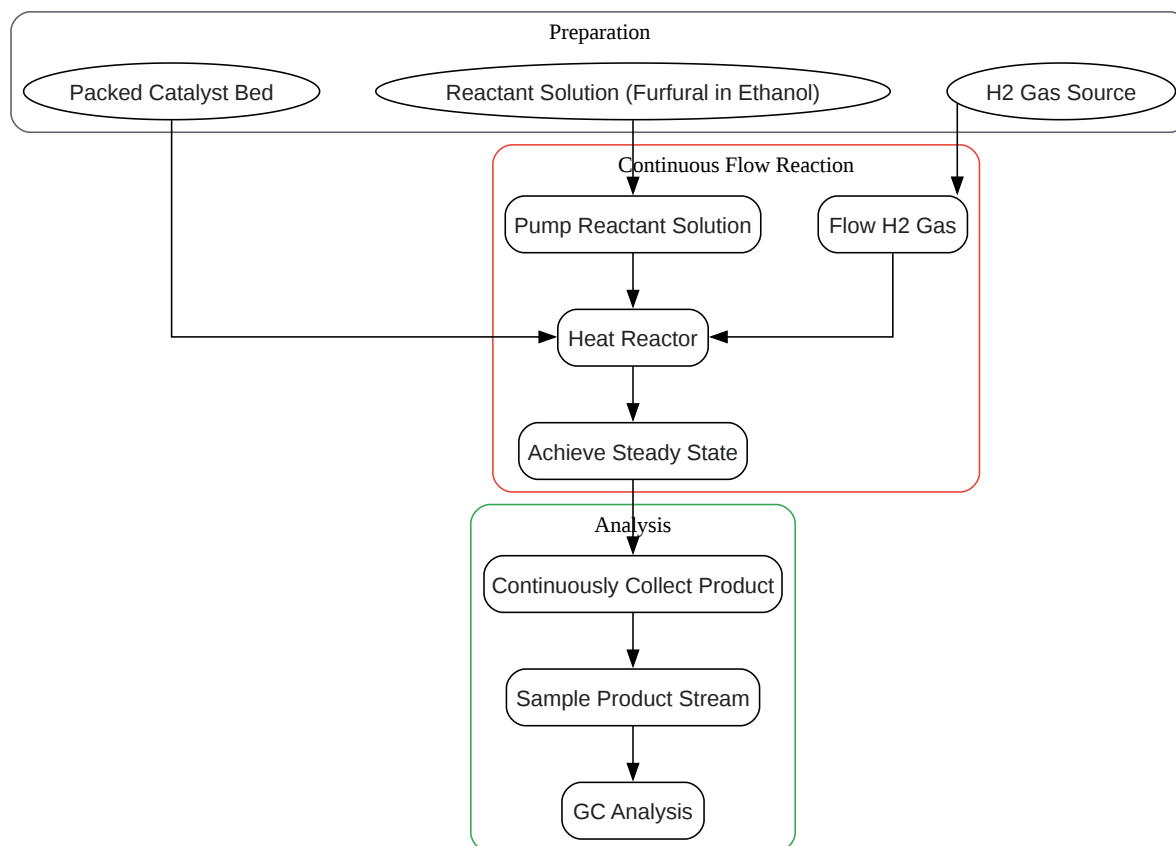 Preparation
Packed Catalyst Bed
Reactant Solution (Furfural in Ethanol)
H2 Gas Source
Continuous Flow Reaction
Pump Reactant Solution
Flow H2 Gas
Heat Reactor
Achieve Steady State
Analysis
Continuously Collect Product
Sample Product Stream
GC Analysis